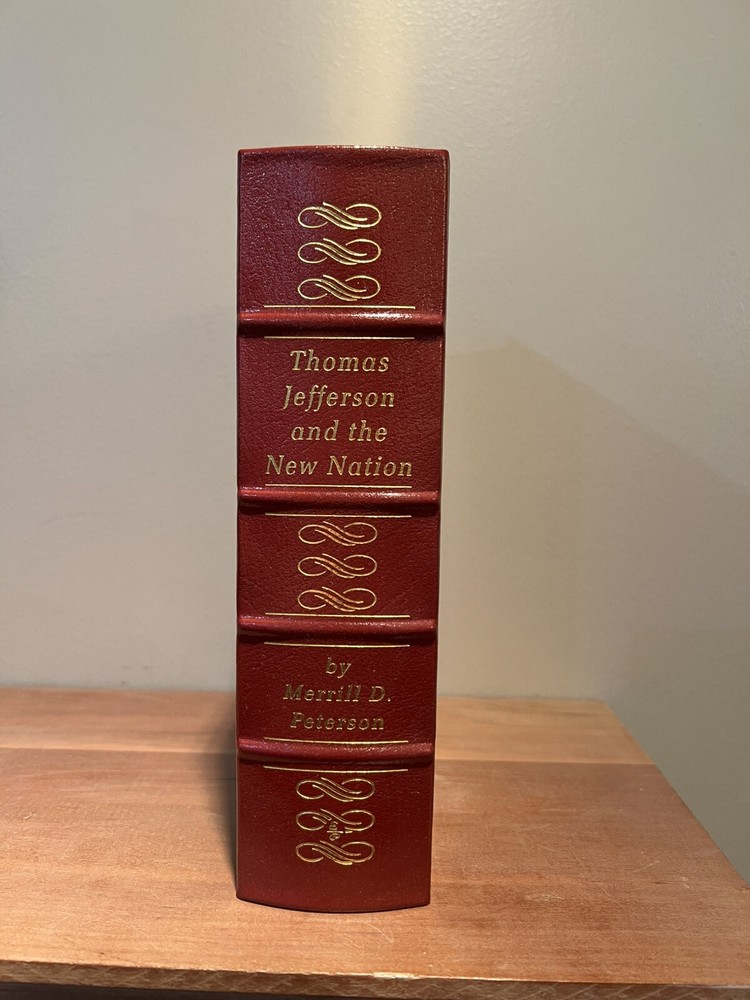 Thomas
Jefferson
and the
New Nation
by
Merrill D.
Peterson